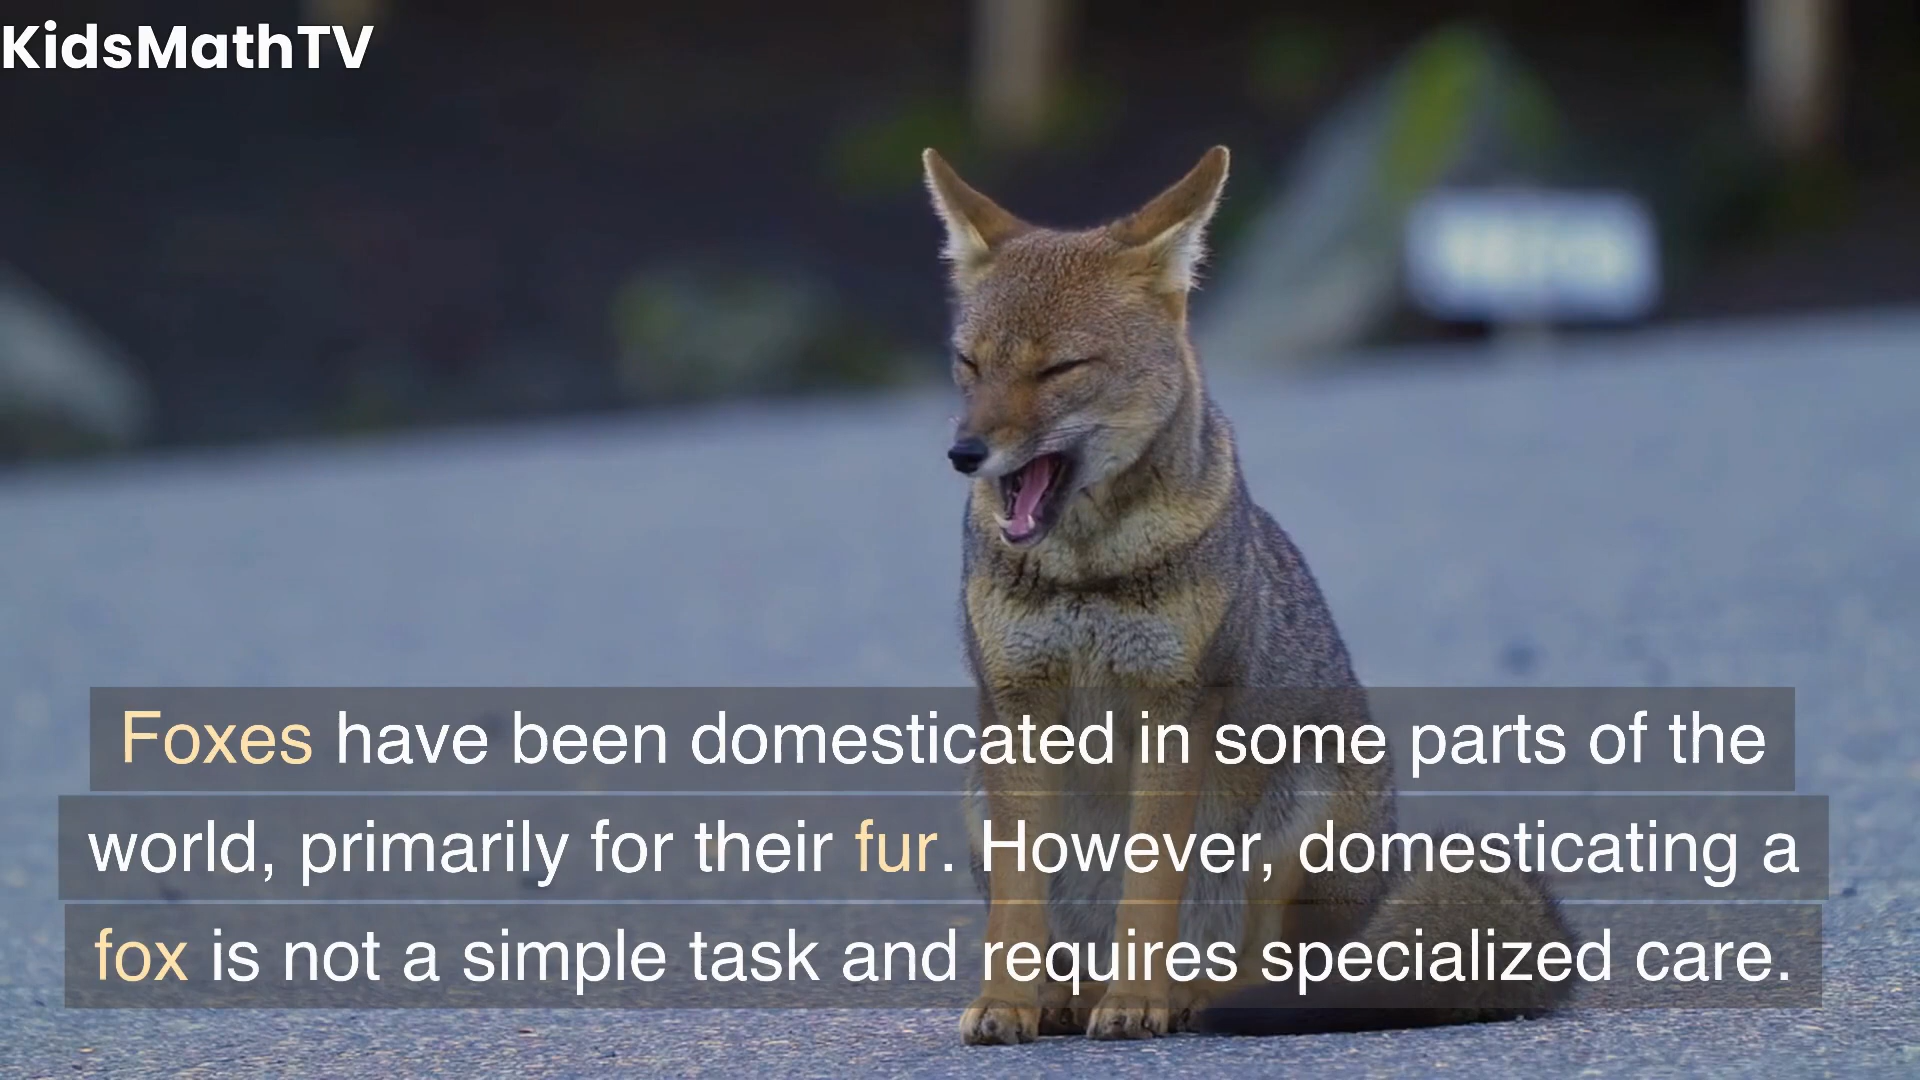 KidsMathTV
Foxes have been domesticated in some parts of the
world, primarily for their fur. However, domesticating a
fox is not a simple task and requires specialized care.